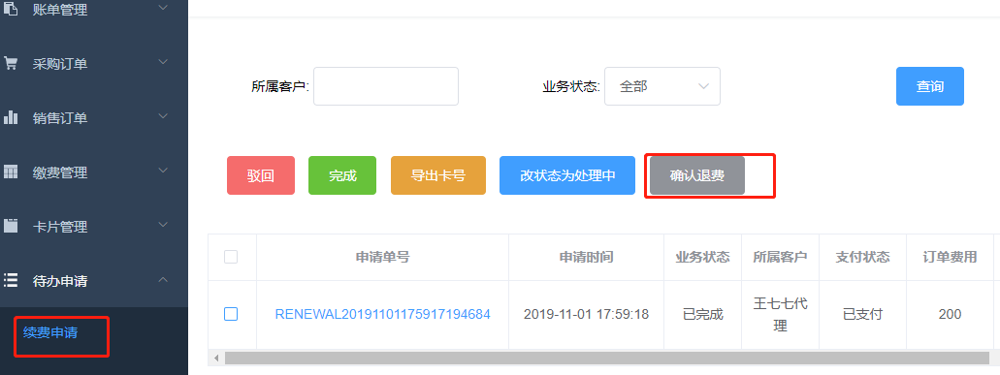 账单管理
采购订单
销售订单
缴费管理
卡片管理
待办申请
续费申请
所属客户:
业务状态: 全部
查询
驳回 完成 导出卡号 改状态为处理中 确认退费
申请单号 申请时间 业务状态 所属客户 支付状态 订单费用
RENEWAL20191101175917194684 2019-11-01 17:59:18 已完成 王七七代理 已支付 200